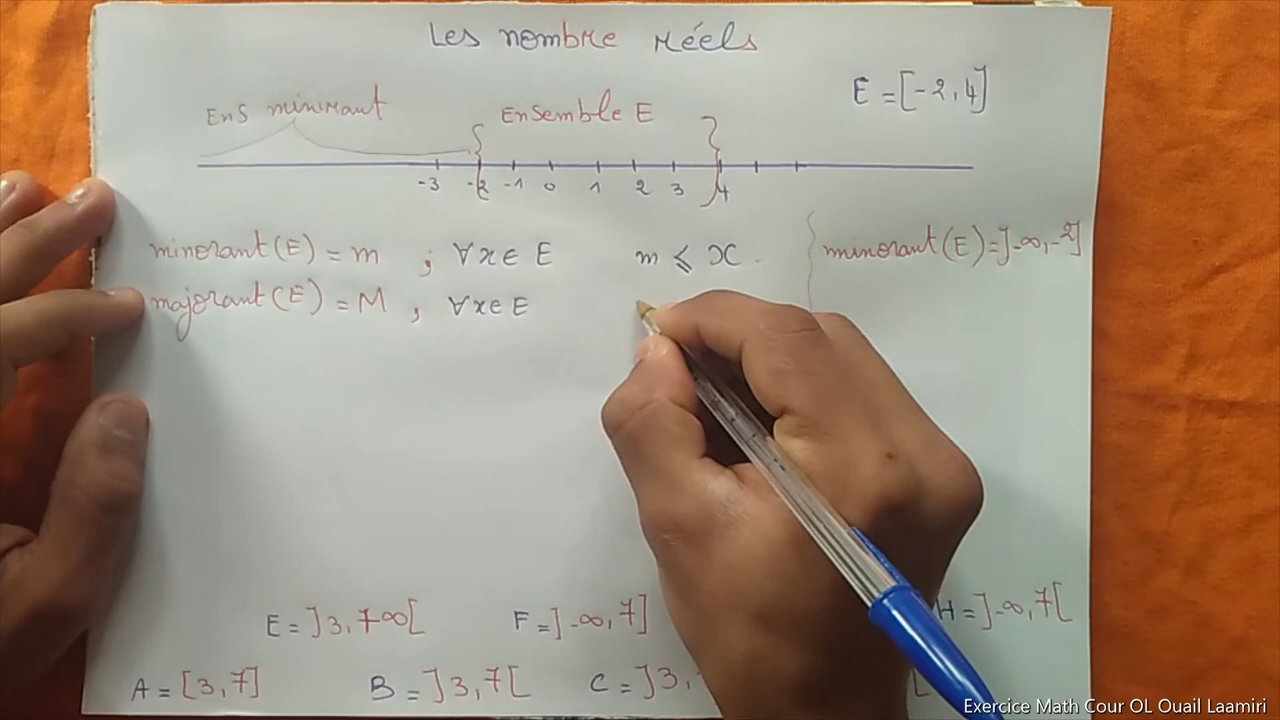 Les nombre réels
E = [-2, 4]
Ens minirant
Ensemble E
-3 -2 -1 0 1 2 3 4
minorant(E) = m ; ∀x∈E m ⩽ x.
minorant(E)=]-∞,-2]
majorant(E) = M , ∀x∈E
E = ]3, +∞[ F =]-∞, 7] H =]-∞, 7[
A = [3, 7] B = ]3, 7[ C = ]3, [
Exercice Math Cour OL Ouail Laamiri